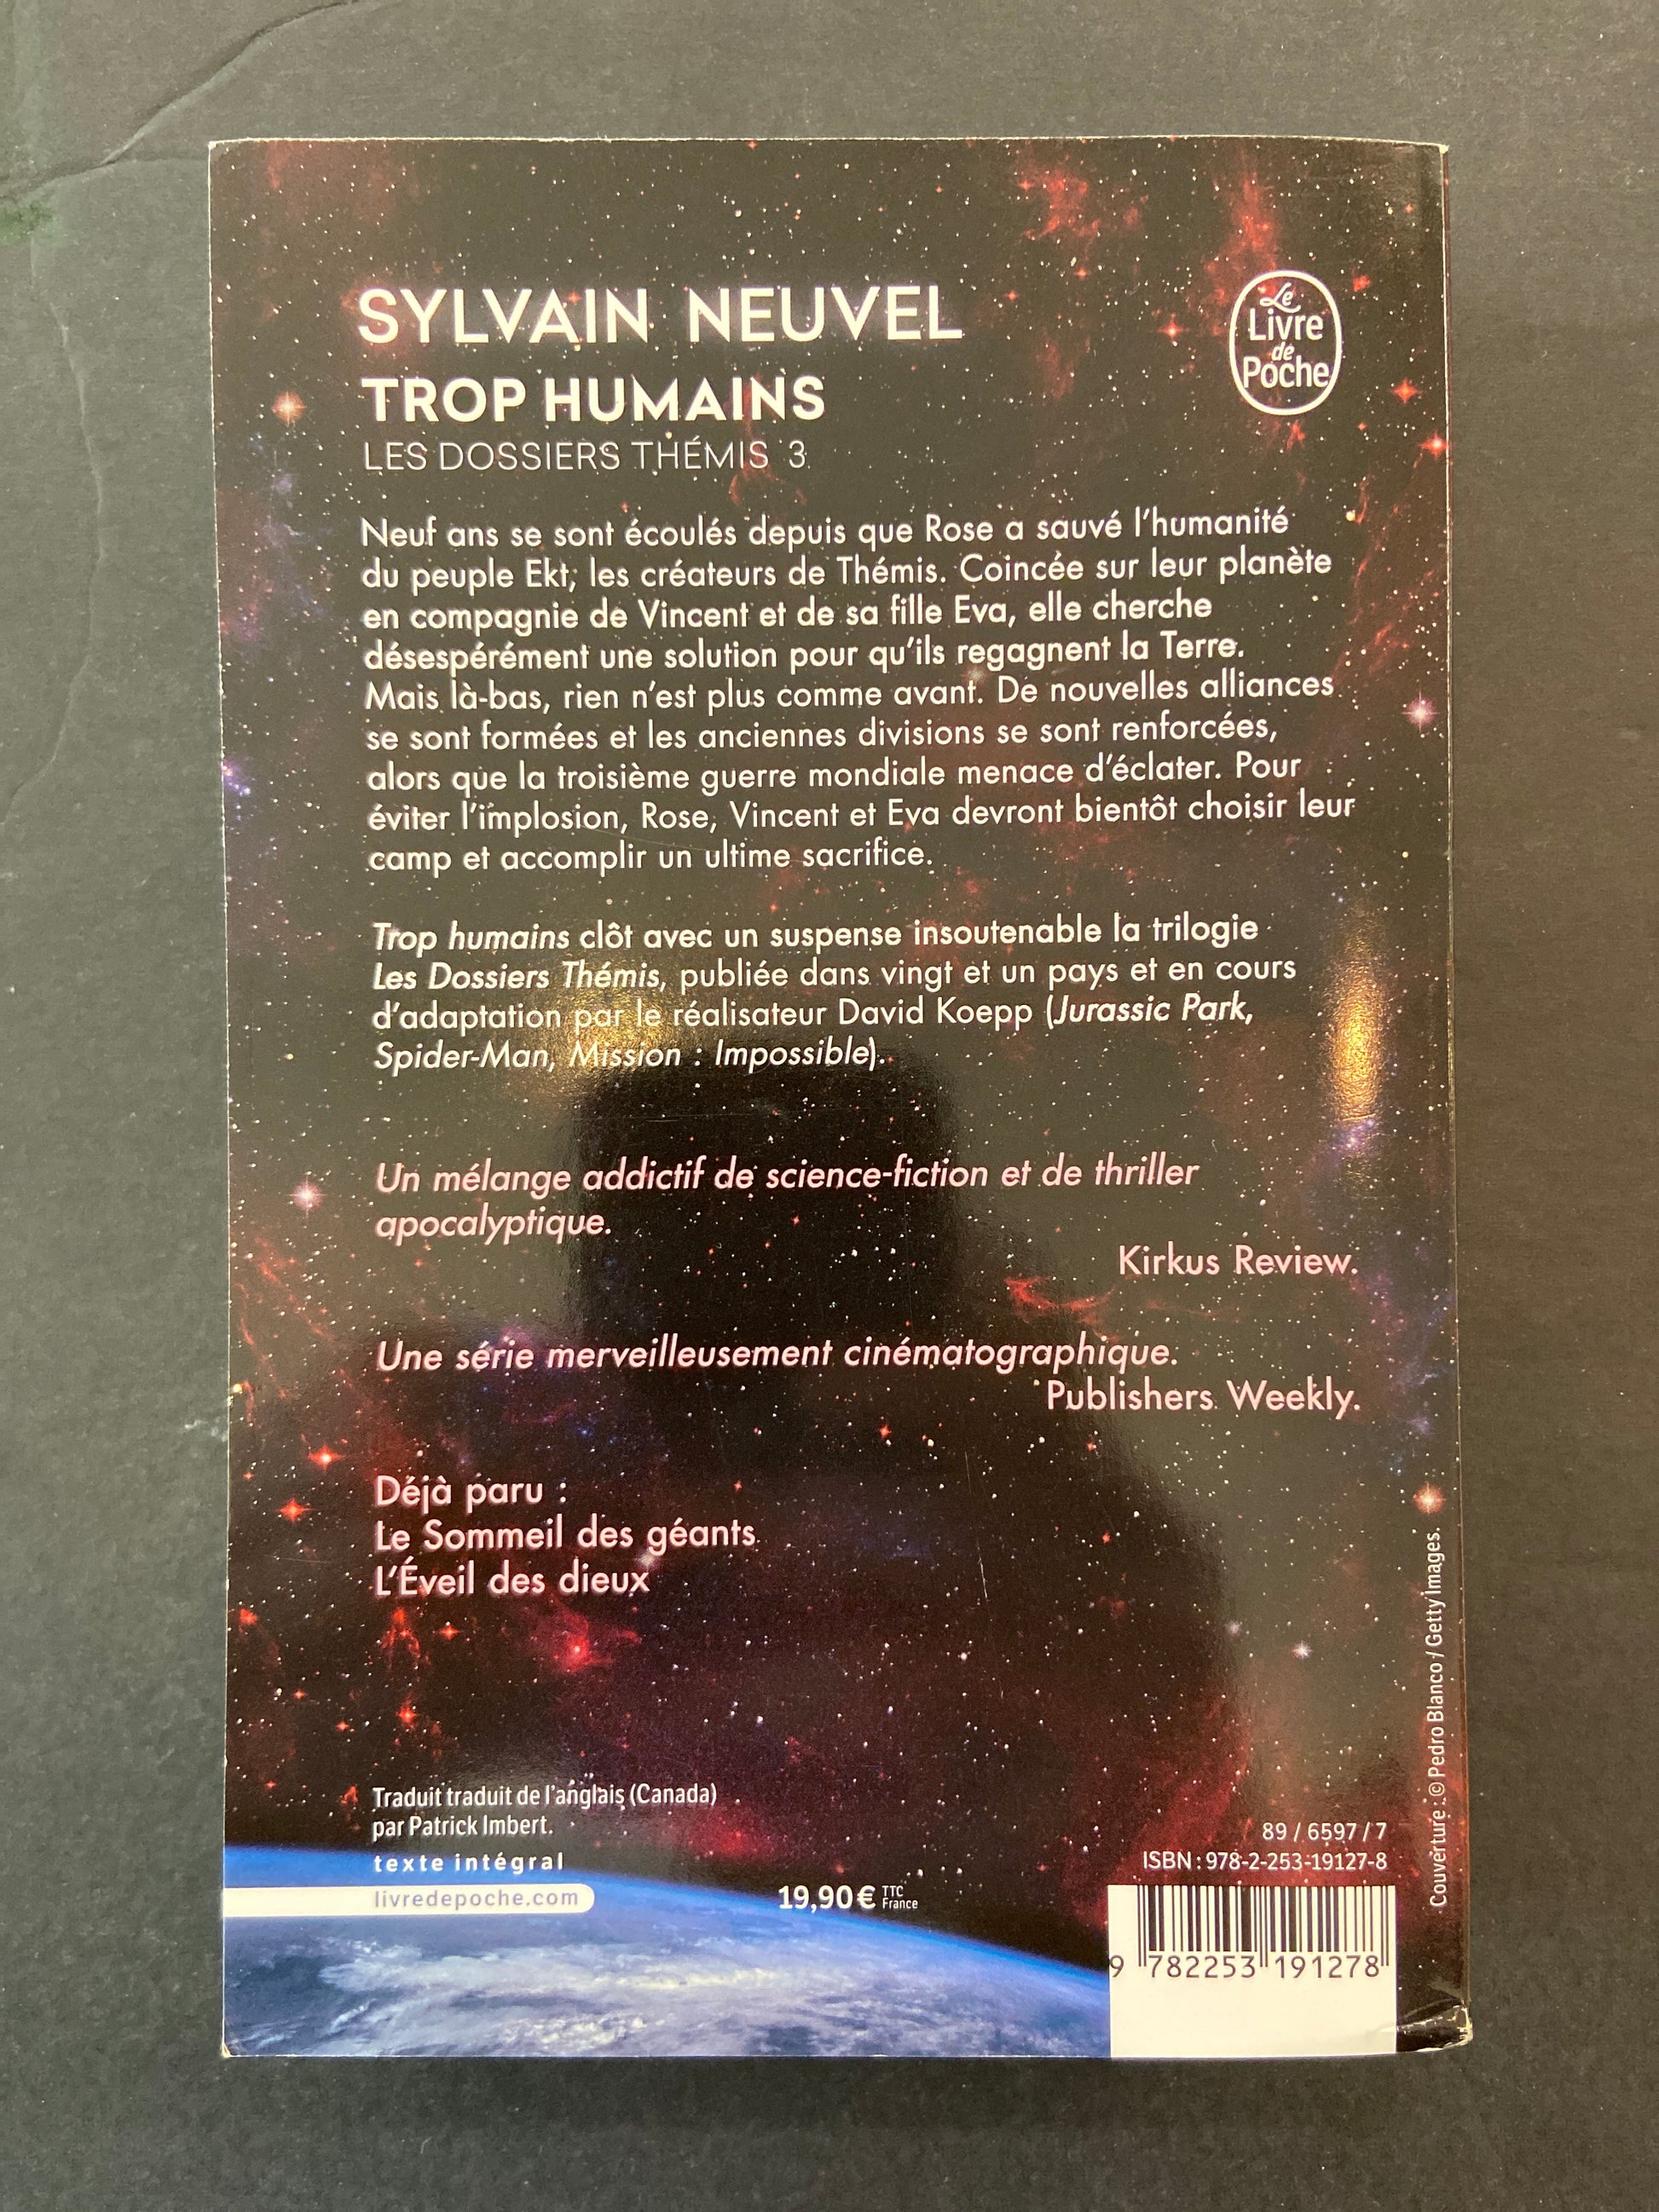 SYLVAIN NEUVEL
Le
Livre
de
Poche
TROP HUMAINS
LES DOSSIERS THÉMIS 3
Neuf ans se sont écoulés depuis que Rose a sauvé l'humanité
du peuple Ekt, les créateurs de Thémis. Coincée sur leur planète
en compagnie de Vincent et de sa fille Eva, elle cherche
désespérément une solution pour qu'ils regagnent la Terre.
Mais là-bas, rien n'est plus comme avant. De nouvelles alliances
se sont formées et les anciennes divisions se sont renforcées,
alors que la troisième guerre mondiale menace d'éclater. Pour
éviter l'implosion, Rose, Vincent et Eva devront bientôt choisir leur
camp et accomplir un ultime sacrifice.
Trop humains clôt avec un suspense insoutenable la trilogie
Les Dossiers Thémis, publiée dans vingt et un pays et en cours
d'adaptation par le réalisateur David Koepp (Jurassic Park,
Spider-Man, Mission : Impossible).
Un mélange addictif de science-fiction et de thriller
apocalyptique.
Kirkus Review.
Une série merveilleusement cinématographique.
Publishers Weekly.
Déjà paru :
Le Sommeil des géants
L'Éveil des dieux
Traduit traduit de l'anglais (Canada)
par Patrick Imbert.
texte intégral
livredepoche.com
19,90 € TTC
France
89 / 6597 / 7
ISBN : 978-2-253-19127-8
9 782253 191278
Couverture : © Pedro Blanco / Getty Images.